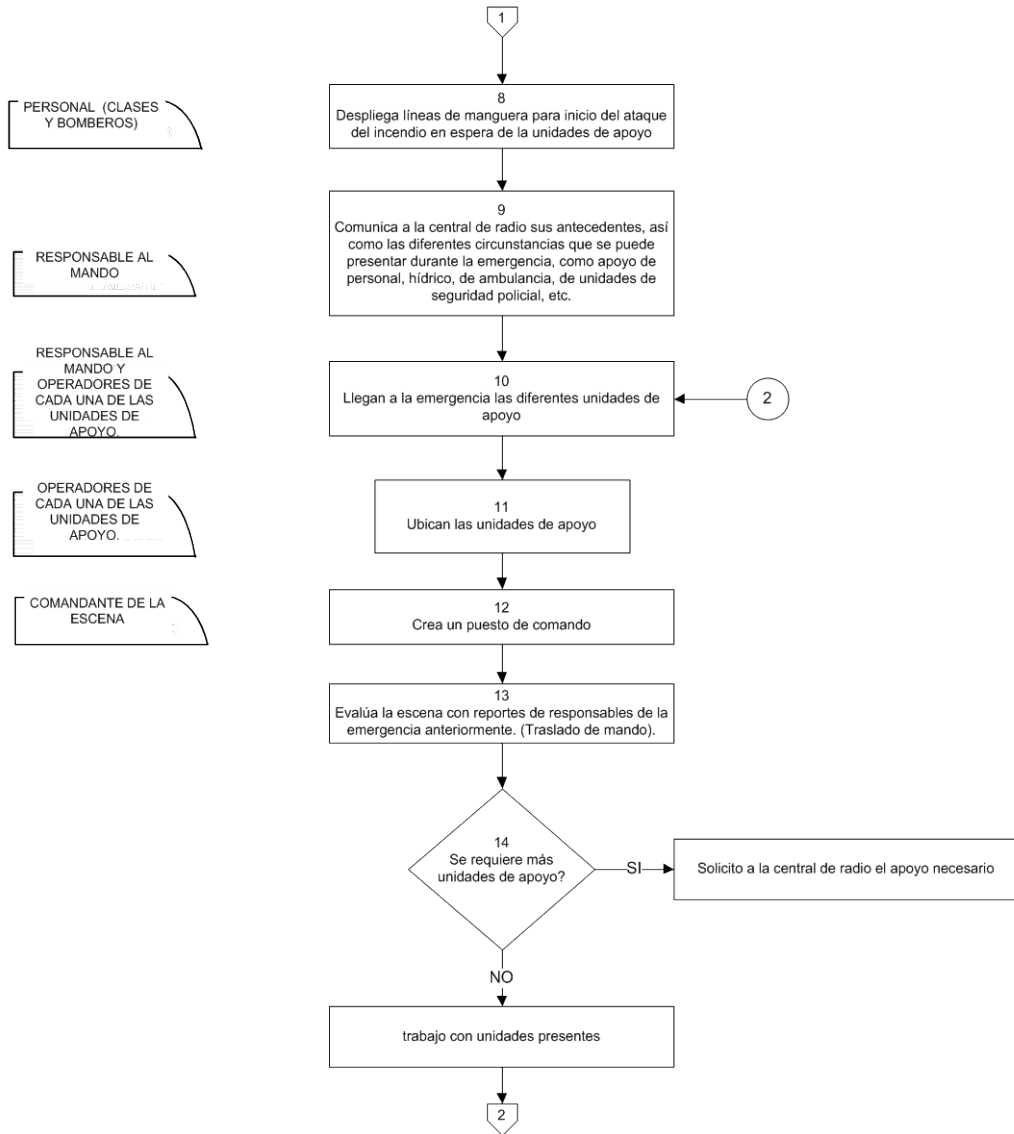 1
PERSONAL (CLASES
Y BOMBEROS)
8
Despliega líneas de manguera para inicio del ataque
del incendio en espera de la unidades de apoyo
RESPONSABLE AL
MANDO
9
Comunica a la central de radio sus antecedentes, así
como las diferentes circunstancias que se puede
presentar durante la emergencia, como apoyo de
personal, hídrico, de ambulancia, de unidades de
seguridad policial, etc.
RESPONSABLE AL
MANDO Y
OPERADORES DE
CADA UNA DE LAS
UNIDADES DE
APOYO.
10
Llegan a la emergencia las diferentes unidades de
apoyo
2
OPERADORES DE
CADA UNA DE LAS
UNIDADES DE
APOYO.
11
Ubican las unidades de apoyo
COMANDANTE DE LA
ESCENA
12
Crea un puesto de comando
13
Evalúa la escena con reportes de responsables de la
emergencia anteriormente. (Traslado de mando).
14
Se requiere más
unidades de apoyo?
SI
Solicito a la central de radio el apoyo necesario
NO
trabajo con unidades presentes
2